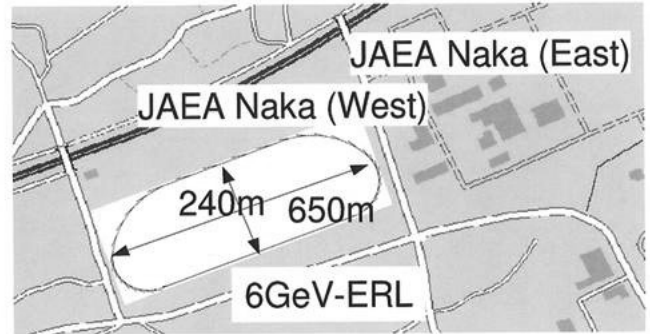 JAEA Naka (East)
JAEA Naka (West)
240m
650m
6GeV-ERL